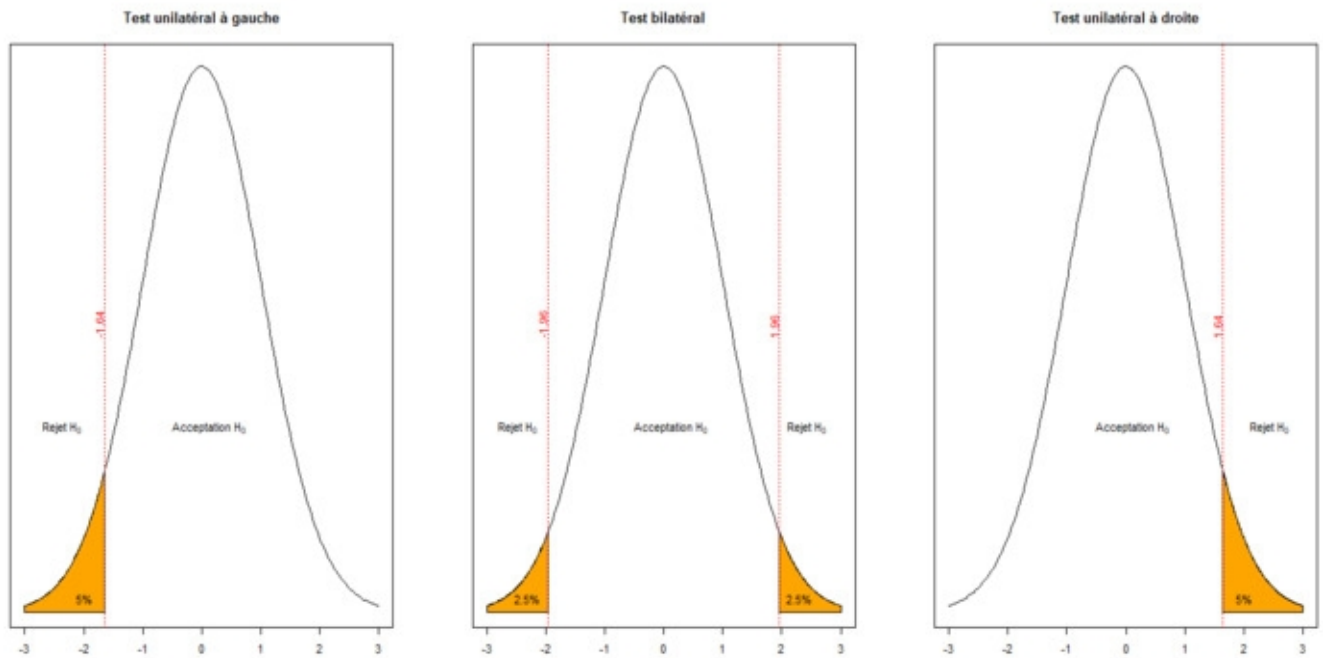 Test unilatéral à gauche
-1.64
Rejet H₀
Acceptation H₀
5%
-3 -2 -1 0 1 2 3
Test bilatéral
-1.96
1.96
Rejet H₀
Acceptation H₀
Rejet H₀
2.5%
2.5%
-3 -2 -1 0 1 2 3
Test unilatéral à droite
1.64
Acceptation H₀
Rejet H₀
5%
-3 -2 -1 0 1 2 3